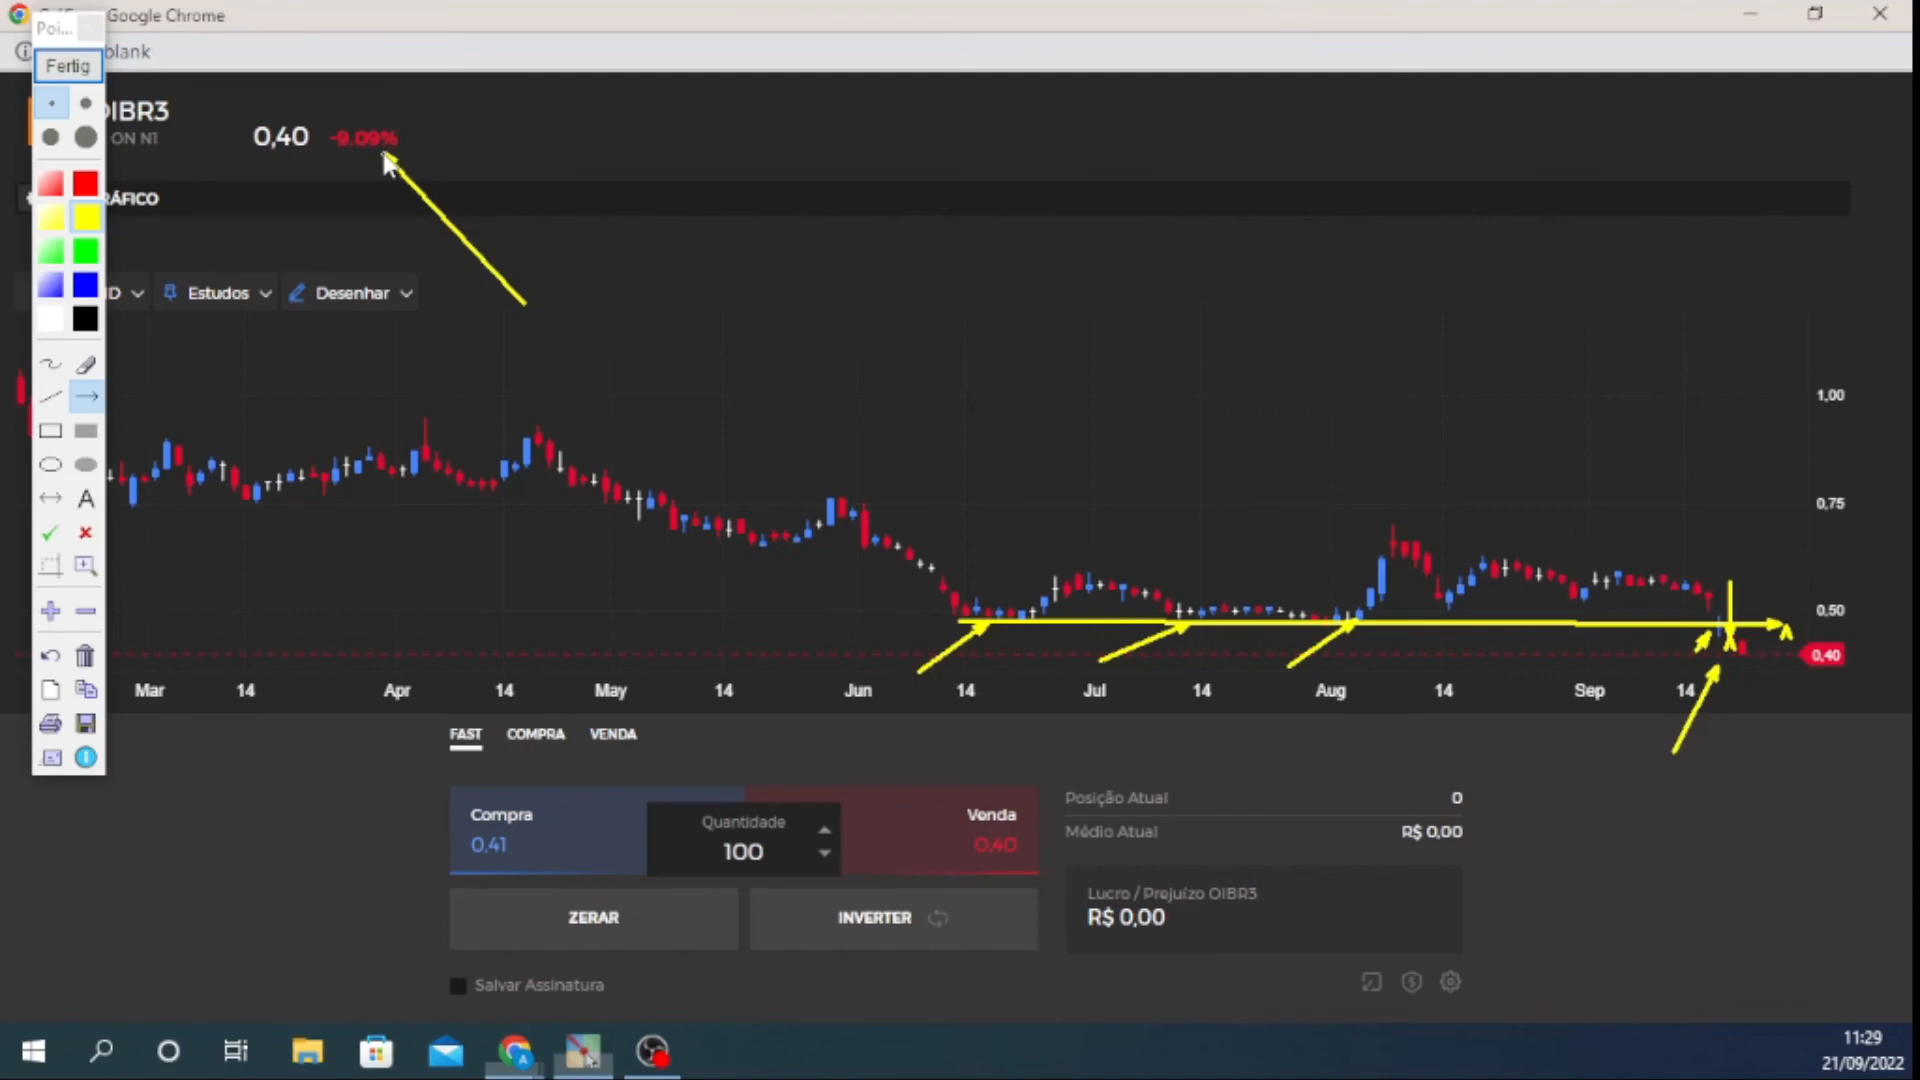 Google Chrome
Poi...
blank
Fertig
OIBR3
ON N1
0,40
-9.09%
RÁFICO
D
Estudos
Desenhar
A
1,00
0,75
0,50
0,40
Mar 14 Apr 14 May 14 Jun 14 Jul 14 Aug 14 Sep 14
FAST COMPRA VENDA
Compra
0,41
Quantidade
100
Venda
0,40
Posição Atual 0
Médio Atual R$ 0,00
ZERAR
INVERTER
Lucro / Prejuízo OIBR3
R$ 0,00
Salvar Assinatura
11:29
21/09/2022